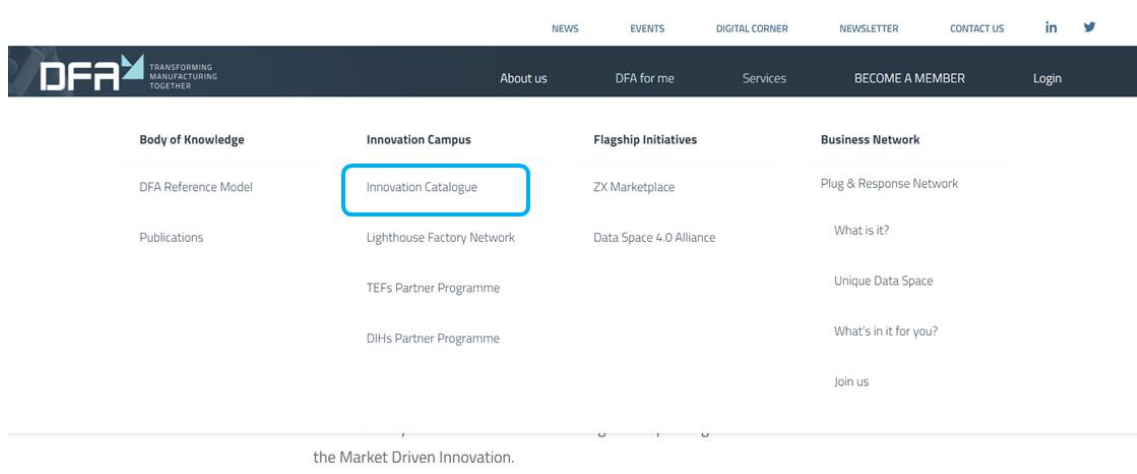 NEWS EVENTS DIGITAL CORNER NEWSLETTER CONTACT US in
DFA TRANSFORMING MANUFACTURING TOGETHER
About us DFA for me Services BECOME A MEMBER Login
Body of Knowledge
DFA Reference Model
Publications
Innovation Campus
Innovation Catalogue
Lighthouse Factory Network
TEFs Partner Programme
DIHs Partner Programme
Flagship Initiatives
ZX Marketplace
Data Space 4.0 Alliance
Business Network
Plug & Response Network
What is it?
Unique Data Space
What's in it for you?
Join us
the Market Driven Innovation.